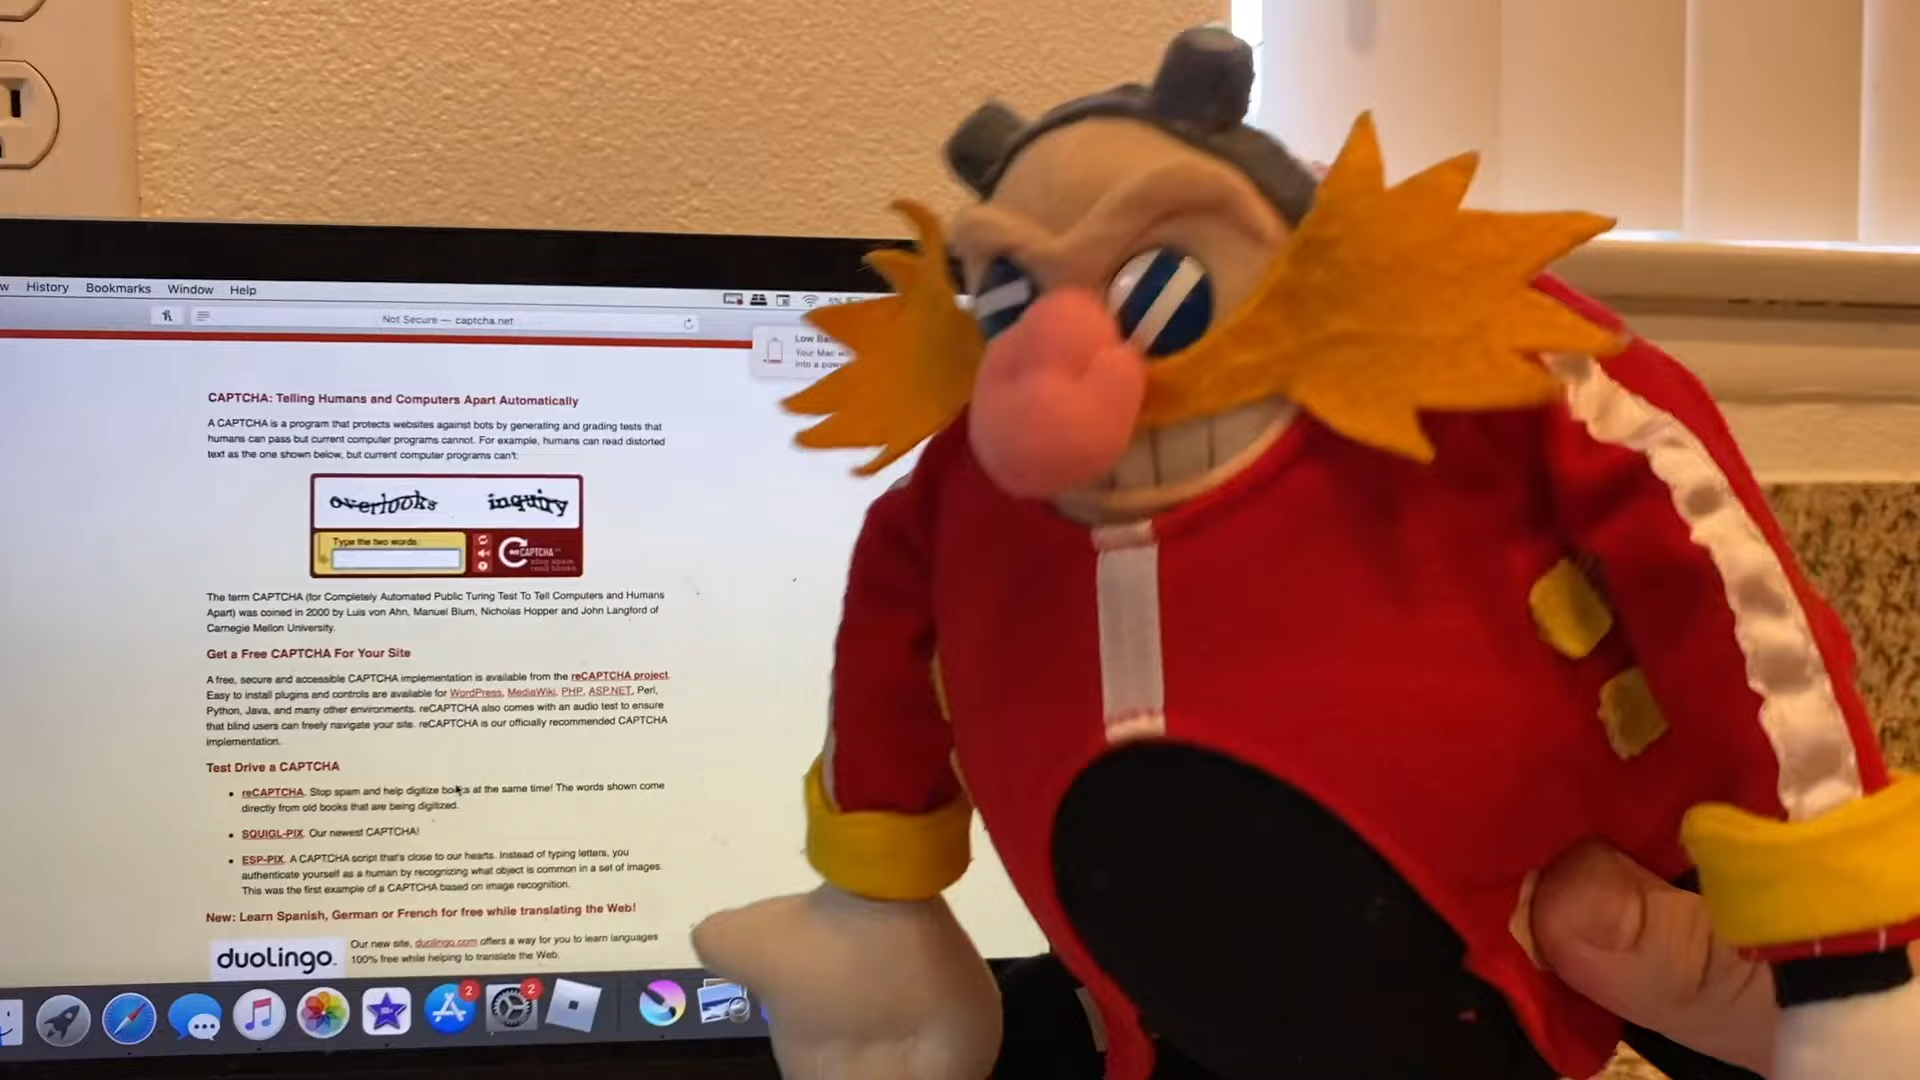 History Bookmarks Window Help
Not Secure — captcha.net
Low
Your Mac
into a
CAPTCHA: Telling Humans and Computers Apart Automatically
A CAPTCHA is a program that protects websites against bots by generating and grading tests that
humans can pass but current computer programs cannot. For example, humans can read distorted
text as the one shown below, but current computer programs can't:
overlooks inquiry
Type the two words:
CAPTCHA™
stop spam
read books.
The term CAPTCHA (for Completely Automated Public Turing Test To Tell Computers and Humans
Apart) was coined in 2000 by Luis von Ahn, Manuel Blum, Nicholas Hopper and John Langford of
Carnegie Mellon University.
Get a Free CAPTCHA For Your Site
A free, secure and accessible CAPTCHA implementation is available from the reCAPTCHA project.
Easy to install plugins and controls are available for WordPress, MediaWiki, PHP, ASP.NET, Perl,
Python, Java, and many other environments. reCAPTCHA also comes with an audio test to ensure
that blind users can freely navigate your site. reCAPTCHA is our officially recommended CAPTCHA
implementation.
Test Drive a CAPTCHA
• reCAPTCHA. Stop spam and help digitize books at the same time! The words shown come
directly from old books that are being digitized.
• SQUIGL-PIX. Our newest CAPTCHA!
• ESP-PIX. A CAPTCHA script that's close to our hearts. Instead of typing letters, you
authenticate yourself as a human by recognizing what object is common in a set of images.
This was the first example of a CAPTCHA based on image recognition.
New: Learn Spanish, German or French for free while translating the Web!
duolingo
Our new site, duolingo.com offers a way for you to learn languages
100% free while helping to translate the Web.
2 2